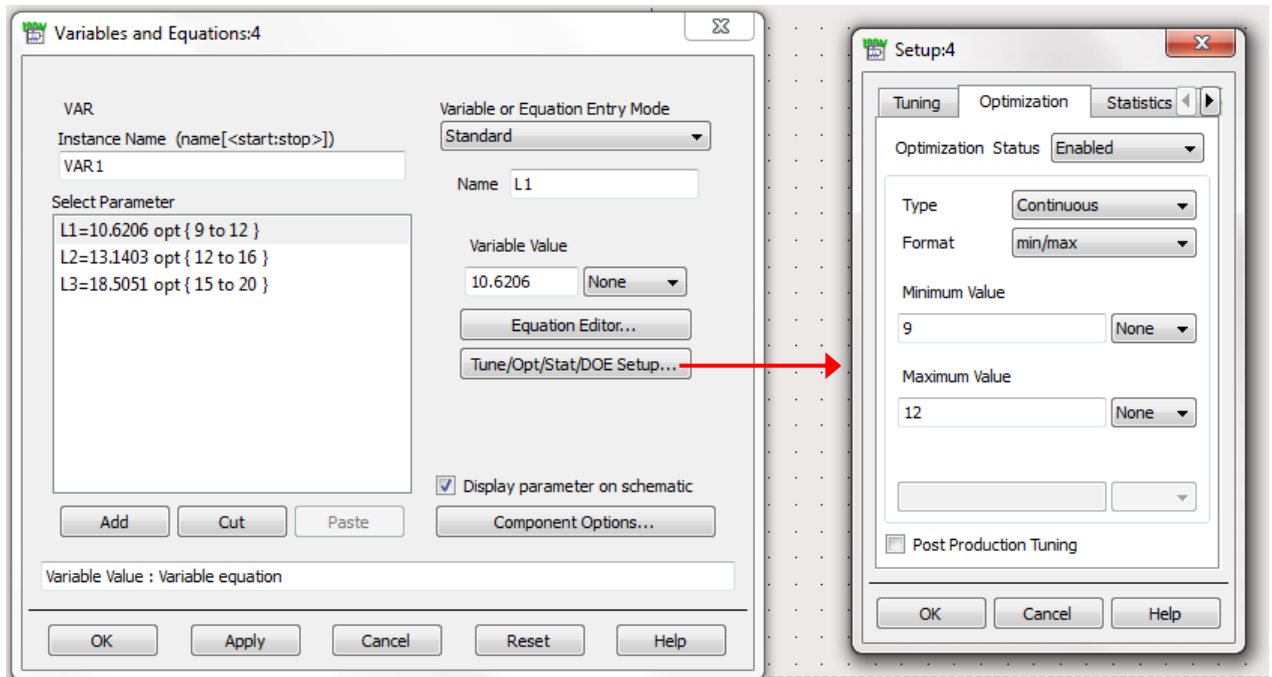 Variables and Equations:4
VAR
Instance Name (name[<start:stop>])
VAR1
Select Parameter
L1=10.6206 opt { 9 to 12 }
L2=13.1403 opt { 12 to 16 }
L3=18.5051 opt { 15 to 20 }
Add
Cut
Paste
Variable or Equation Entry Mode
Standard
Name L1
Variable Value
10.6206 None
Equation Editor...
Tune/Opt/Stat/DOE Setup...
Display parameter on schematic
Component Options...
Variable Value : Variable equation
OK
Apply
Cancel
Reset
Help
Setup:4
Tuning Optimization Statistics
Optimization Status Enabled
Type Continuous
Format min/max
Minimum Value
9 None
Maximum Value
12 None
Post Production Tuning
OK
Cancel
Help